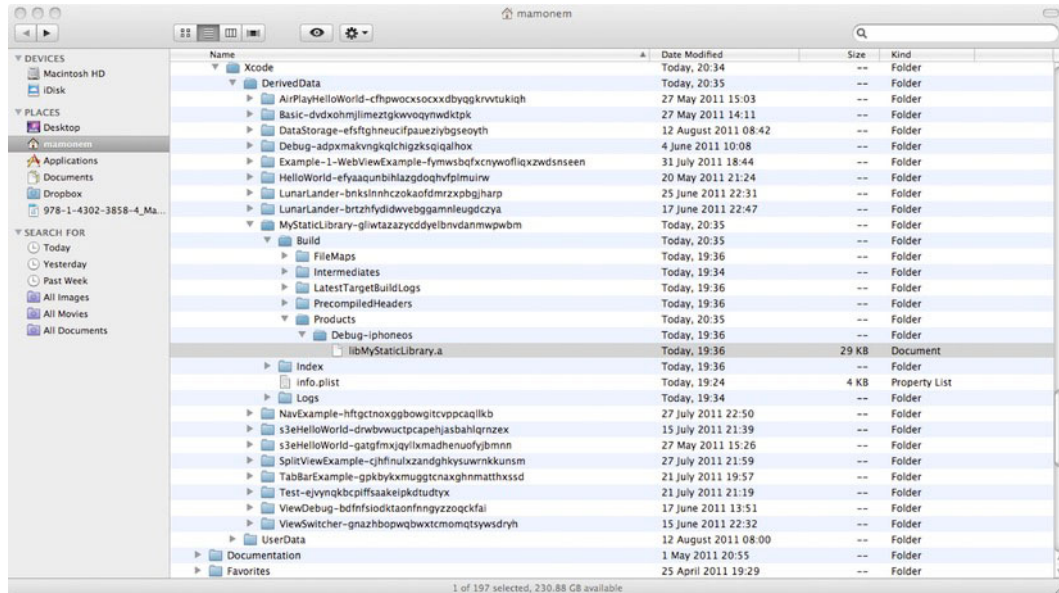 mamonem
DEVICES
Macintosh HD
iDisk
PLACES
Desktop
mamonem
Applications
Documents
Dropbox
978-1-4302-3858-4_Ma...
SEARCH FOR
Today
Yesterday
Past Week
All Images
All Movies
All Documents
Name Date Modified Size Kind
Xcode Today, 20:34 -- Folder
DerivedData Today, 20:35 -- Folder
AirPlayHelloWorld-cfhpwocxsocxxdbyqgkrvvtukiqh 27 May 2011 15:03 -- Folder
Basic-dvdxohmjlimeztgkwvoqynwdktpk 27 May 2011 14:11 -- Folder
DataStorage-efsftghneucifpaueziybgseoyth 12 August 2011 08:42 -- Folder
Debug-adpxmakvngkqlchigzksqiqalhox 4 June 2011 10:08 -- Folder
Example-1-WebViewExample-fymwsbqfxcnywofliqxzwdsnseen 31 July 2011 18:44 -- Folder
HelloWorld-efyaaqunbihlazgdoqhvfplmuirw 20 May 2011 21:24 -- Folder
LunarLander-bnkslnnhczokaofdmrzxpbgjharp 25 June 2011 22:31 -- Folder
LunarLander-brtzhfydidwvebggamnleugdczya 17 June 2011 22:47 -- Folder
MyStaticLibrary-gliwtazazycddyelbnvdanmwpwbm Today, 20:35 -- Folder
Build Today, 20:35 -- Folder
FileMaps Today, 19:36 -- Folder
Intermediates Today, 19:34 -- Folder
LatestTargetBuildLogs Today, 19:36 -- Folder
PrecompiledHeaders Today, 19:36 -- Folder
Products Today, 20:35 -- Folder
Debug-iphoneos Today, 19:36 -- Folder
libMyStaticLibrary.a Today, 19:36 29 KB Document
Index Today, 19:36 -- Folder
info.plist Today, 19:24 4 KB Property List
Logs Today, 19:34 -- Folder
NavExample-hftgctnoxggbowgitcvppcaqllkb 27 July 2011 22:50 -- Folder
s3eHelloWorld-drwbvwuctpcapehjasbahlqrnzex 15 July 2011 21:39 -- Folder
s3eHelloWorld-gatgfmxjqyllxmadhenuofyjbmnn 27 May 2011 15:26 -- Folder
SplitViewExample-cjhfinulxzandghkysuwrnkkunsm 27 July 2011 21:59 -- Folder
TabBarExample-gpkbykxmuggtcnaxghnmatthxssd 21 July 2011 19:57 -- Folder
Test-ejvynqkbcpiffsaakeipkdtudtyx 21 July 2011 21:19 -- Folder
ViewDebug-bdfnfsiodktaonfnngyzzoqckfai 17 June 2011 13:51 -- Folder
ViewSwitcher-gnazhbopwqbwxtcmomqtsywsdryh 15 June 2011 22:32 -- Folder
UserData 12 August 2011 08:00 -- Folder
Documentation 1 May 2011 20:55 -- Folder
Favorites 25 April 2011 19:29 -- Folder
1 of 197 selected, 230.88 GB available